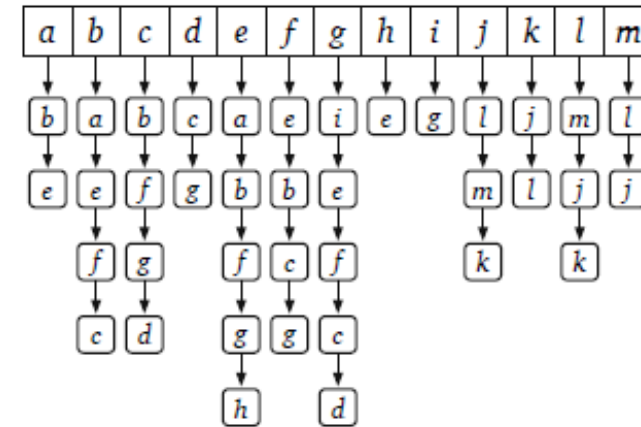 a b c d e f g h i j k l m
b a b c a e i e g l j m l
e e f g b b e m l j j
f g f c f k k
c d g g c
h d